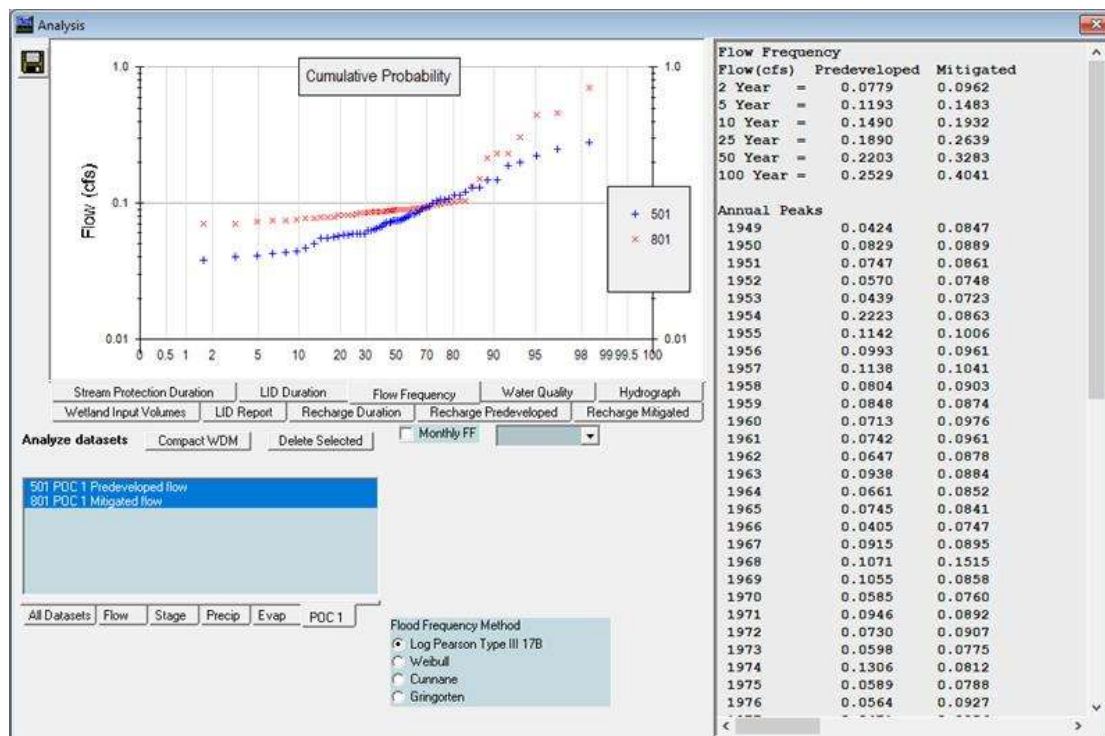 Analysis
Cumulative Probability
1.0
0.1
0.01
1.0
0.1
0.01
Flow (cfs)
501
801
0 0.5 1 2 5 10 20 30 50 70 80 90 95 98 99 99.5 100
Stream Protection Duration LID Duration Flow Frequency Water Quality Hydrograph
Wetland Input Volumes LID Report Recharge Duration Recharge Predeveloped Recharge Mitigated
Analyze datasets Compact WDM Delete Selected Monthly FF
501 POC 1 Predeveloped flow
801 POC 1 Mitigated flow
All Datasets Flow Stage Precip Evap POC 1
Flood Frequency Method
Log Pearson Type III 17B
Weibull
Cunnane
Gringorten
Flow Frequency
Flow(cfs) Predeveloped Mitigated
2 Year = 0.0779 0.0962
5 Year = 0.1193 0.1483
10 Year = 0.1490 0.1932
25 Year = 0.1890 0.2639
50 Year = 0.2203 0.3283
100 Year = 0.2529 0.4041
Annual Peaks
1949 0.0424 0.0847
1950 0.0829 0.0889
1951 0.0747 0.0861
1952 0.0570 0.0748
1953 0.0439 0.0723
1954 0.2223 0.0863
1955 0.1142 0.1006
1956 0.0993 0.0961
1957 0.1138 0.1041
1958 0.0804 0.0903
1959 0.0848 0.0874
1960 0.0713 0.0976
1961 0.0742 0.0961
1962 0.0647 0.0878
1963 0.0938 0.0884
1964 0.0661 0.0852
1965 0.0745 0.0841
1966 0.0405 0.0747
1967 0.0915 0.0895
1968 0.1071 0.1515
1969 0.1055 0.0858
1970 0.0585 0.0760
1971 0.0946 0.0892
1972 0.0730 0.0907
1973 0.0598 0.0775
1974 0.1306 0.0812
1975 0.0589 0.0788
1976 0.0564 0.0927